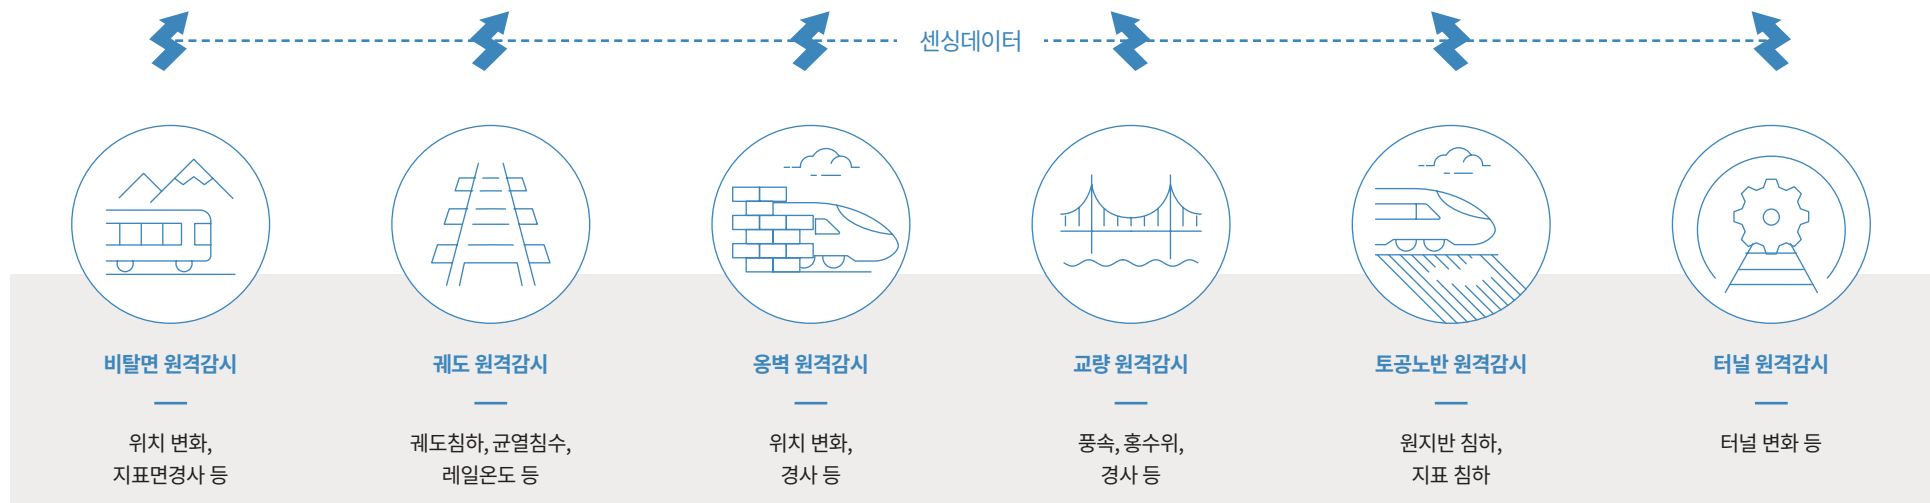 센싱데이터
비탈면 원격감시
위치 변화,
지표면경사 등
궤도 원격감시
궤도침하, 균열침수,
레일온도 등
옹벽 원격감시
위치 변화,
경사 등
교량 원격감시
풍속, 홍수위,
경사 등
토공노반 원격감시
원지반 침하,
지표 침하
터널 원격감시
터널 변화 등